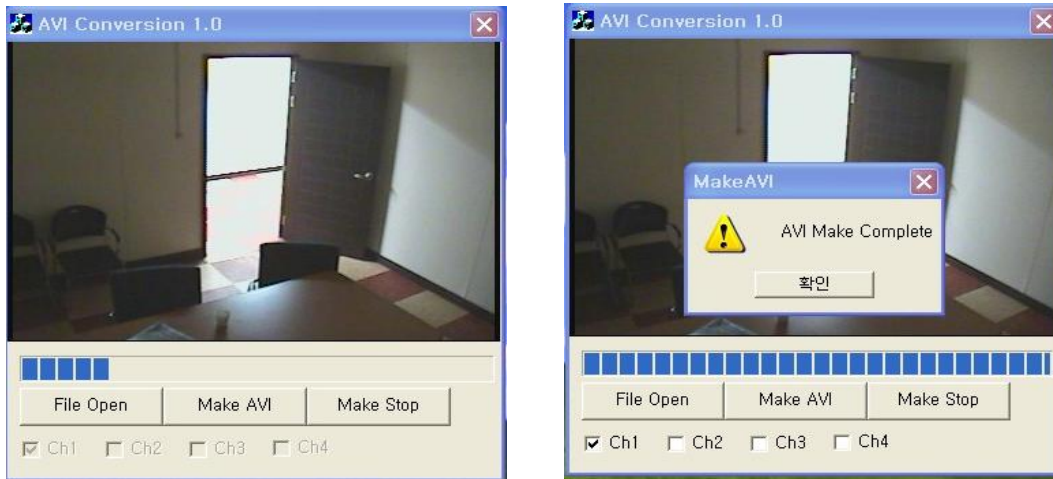 AVI Conversion 1.0
File Open
Make AVI
Make Stop
Ch1
Ch2
Ch3
Ch4
AVI Conversion 1.0
MakeAVI
AVI Make Complete
확인
File Open
Make AVI
Make Stop
Ch1
Ch2
Ch3
Ch4